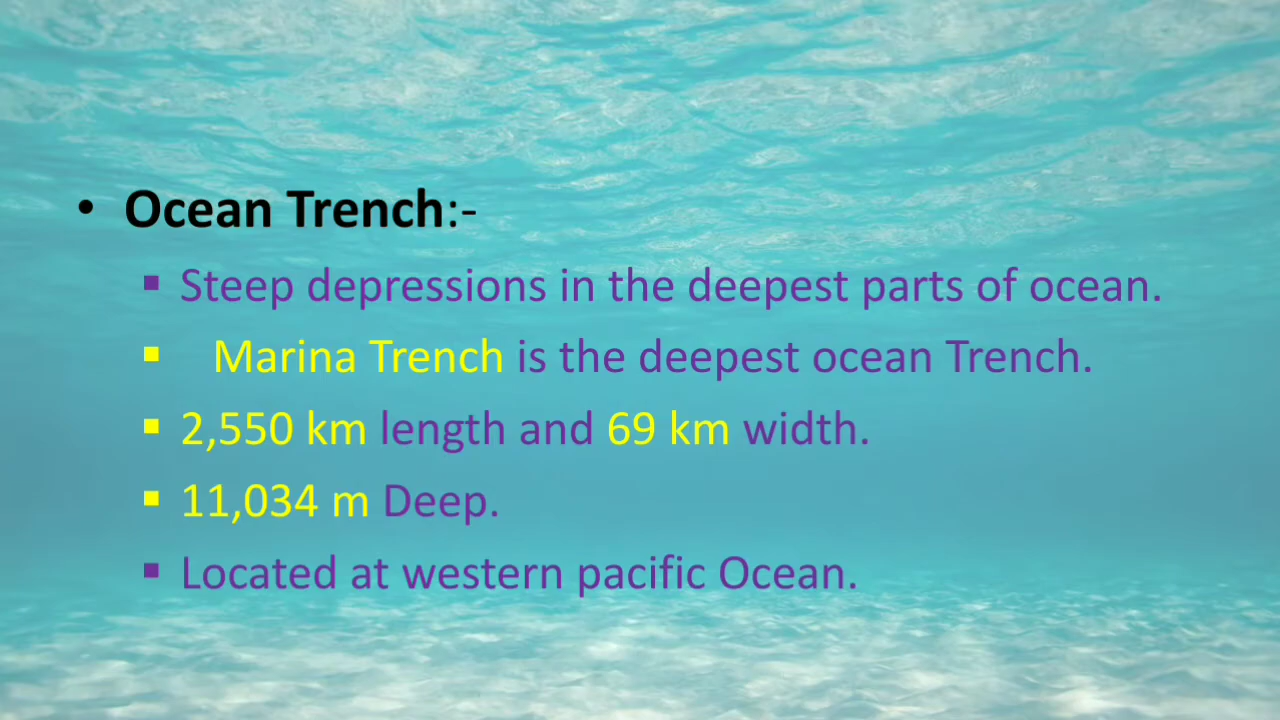 • Ocean Trench:-
▪ Steep depressions in the deepest parts of ocean.
▪ Marina Trench is the deepest ocean Trench.
▪ 2,550 km length and 69 km width.
▪ 11,034 m Deep.
▪ Located at western pacific Ocean.